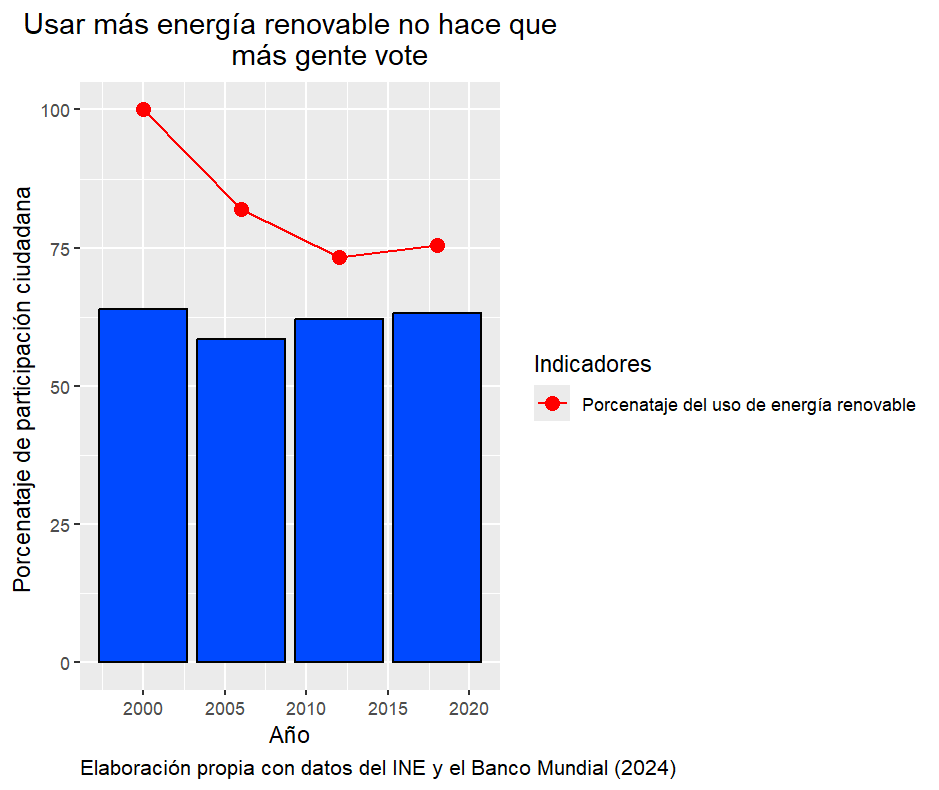 Usar más energía renovable no hace que
más gente vote
Porcenataje de participación ciudadana
100
75
50
25
0
2000
2005
2010
2015
2020
Año
Indicadores
Porcenataje del uso de energía renovable
Elaboración propia con datos del INE y el Banco Mundial (2024)